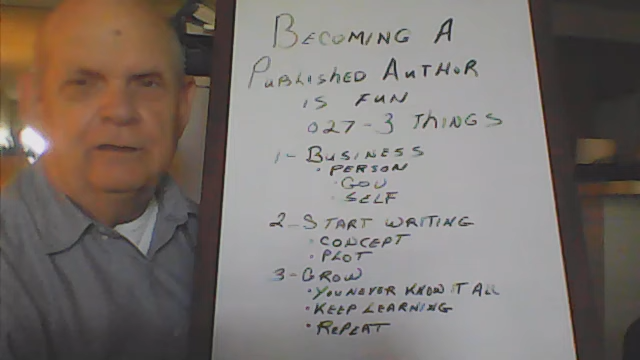 BECOMING A
PUBLISHED AUTHOR
IS FUN
027-3 THINGS
1-BUSINESS
• PERSON
• GOV
• SELF
2-START WRITING
• CONCEPT
• PLOT
3-GROW
• YOU NEVER KNOW IT ALL
• KEEP LEARNING
• REPEAT